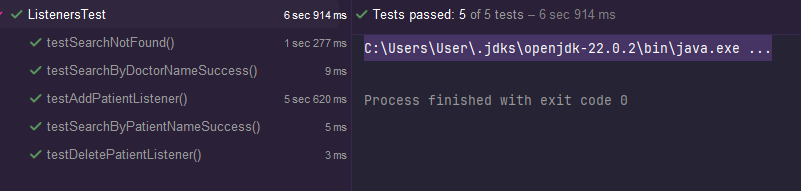 ListenersTest 6 sec 914 ms
testSearchNotFound() 1 sec 277 ms
testSearchByDoctorNameSuccess() 9 ms
testAddPatientListener() 5 sec 620 ms
testSearchByPatientNameSuccess() 5 ms
testDeletePatientListener() 3 ms
Tests passed: 5 of 5 tests – 6 sec 914 ms
C:\Users\User\.jdks\openjdk-22.0.2\bin\java.exe ...
Process finished with exit code 0